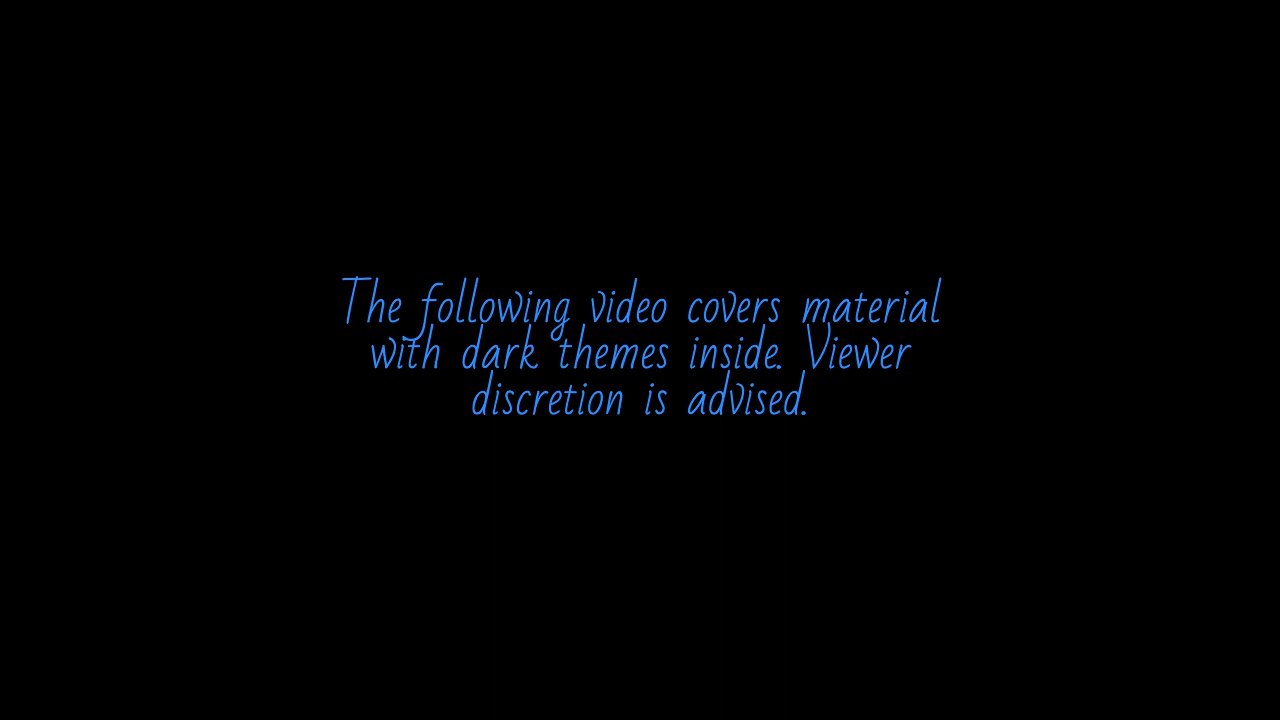 The following video covers material
with dark themes inside. Viewer
discretion is advised.